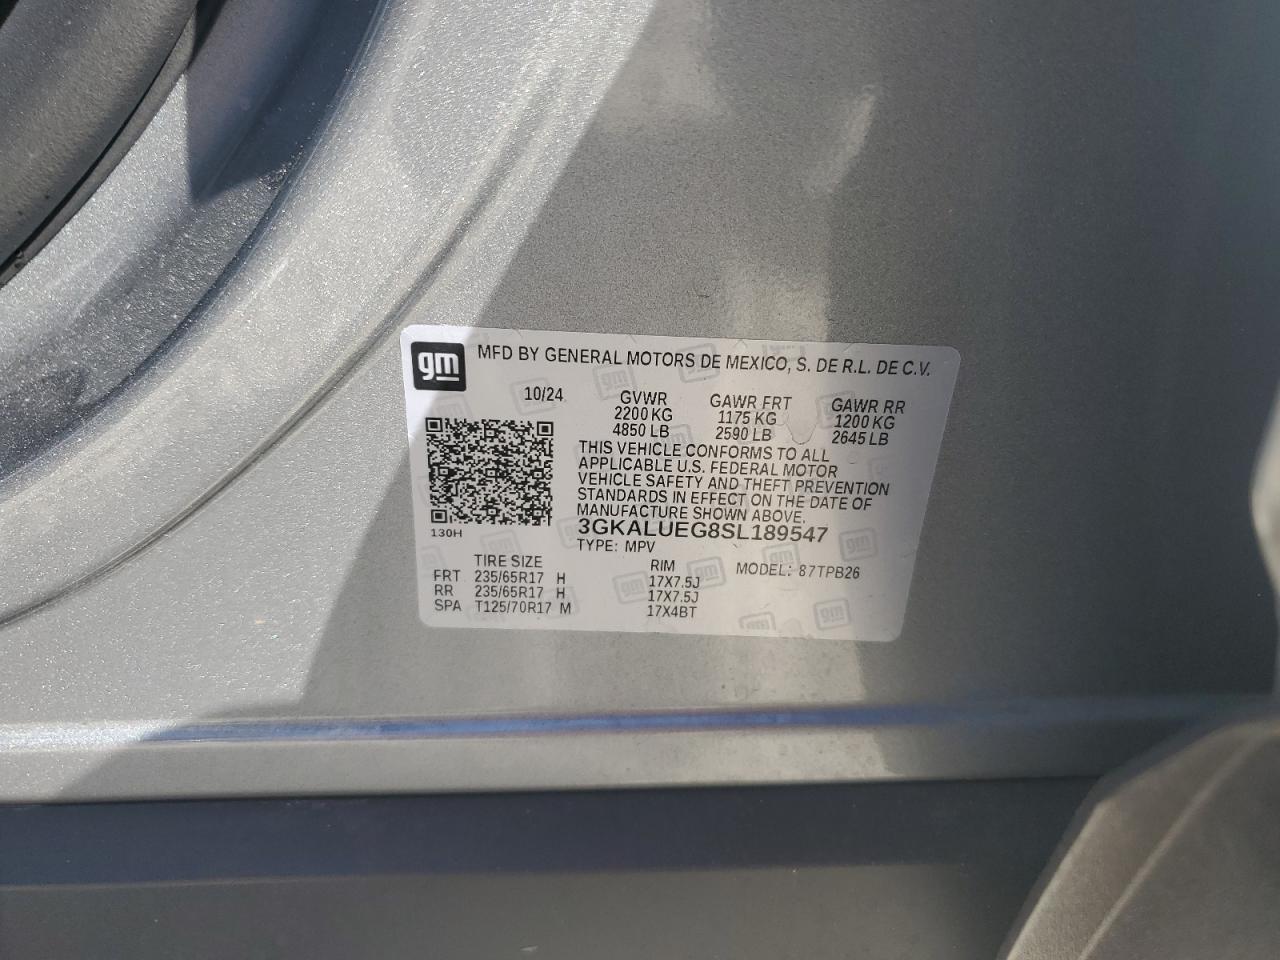 gm
MFD BY GENERAL MOTORS DE MEXICO, S. DE R.L. DE C.V.
10/24 GVWR GAWR FRT GAWR RR
2200 KG 1175 KG 1200 KG
4850 LB 2590 LB 2645 LB
THIS VEHICLE CONFORMS TO ALL
APPLICABLE U.S. FEDERAL MOTOR
VEHICLE SAFETY AND THEFT PREVENTION
STANDARDS IN EFFECT ON THE DATE OF
MANUFACTURE SHOWN ABOVE.
3GKALUEG8SL189547
130H
TYPE: MPV
MODEL: 87TPB26
TIRE SIZE RIM
FRT 235/65R17 H 17X7.5J
RR 235/65R17 H 17X7.5J
SPA T125/70R17 M 17X4BT